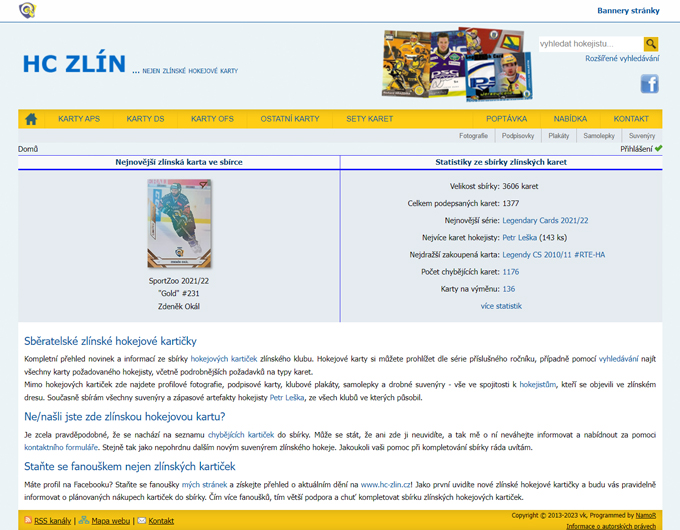 Bannery stránky
HC ZLÍN ... NEJEN ZLÍNSKÉ HOKEJOVÉ KARTY
vyhledat hokejistu...
Rozšířené vyhledávání
KARTY APS KARTY DS KARTY OFS OSTATNÍ KARTY SETY KARET POPTÁVKA NABÍDKA KONTAKT
Fotografie Podpisovky Plakáty Samolepky Suvenýry
Domů Přihlášení
Nejnovější zlínská karta ve sbírce
SportZoo 2021/22
"Gold" #231
Zdeněk Okál
Statistiky ze sbírky zlínských karet
Velikost sbírky: 3606 karet
Celkem podepsaných karet: 1377
Nejnovější série: Legendary Cards 2021/22
Nejvíce karet hokejisty: Petr Leška (143 ks)
Nejdražší zakoupená karta: Legendy CS 2010/11 #RTE-HA
Počet chybějících karet: 1176
Karty na výměnu: 136
více statistik
Sběratelské zlínské hokejové kartičky
Kompletní přehled novinek a informací ze sbírky hokejových kartiček zlínského klubu. Hokejové karty si můžete prohlížet dle série příslušného ročníku, případně pomocí vyhledávání najít
všechny karty požadovaného hokejisty, včetně podrobnějších požadavků na typy karet.
Mimo hokejových kartiček zde najdete profilové fotografie, podpisové karty, klubové plakáty, samolepky a drobné suvenýry - vše ve spojitosti k hokejistům, kteří se objevili ve zlínském
dresu. Současně sbírám všechny suvenýry a zápasové artefakty hokejisty Petr Leška, ze všech klubů ve kterých působil.
Ne/našli jste zde zlínskou hokejovou kartu?
Je zcela pravděpodobné, že se nachází na seznamu chybějících kartiček do sbírky. Může se stát, že ani zde ji neuvidíte, a tak mě o ní neváhejte informovat a nabídnout za pomoci
kontaktního formuláře. Stejně tak jako nepohrdnu dalším novým suvenýrem zlínského hokeje. Jakoukoli vaši pomoc při kompletování sbírky ráda uvítám.
Staňte se fanouškem nejen zlínských kartiček
Máte profil na Facebooku? Staňte se fanoušky mých stránek a získejte přehled o aktuálním dění na www.hc-zlin.cz! Jako první uvidíte nové zlínské hokejové kartičky a budu vás pravidelně
informovat o plánovaných nákupech kartiček do sbírky. Čím více fanoušků, tím větší podpora a chuť kompletovat sbírku zlínských hokejových kartiček.
RSS kanály | Mapa webu | Kontakt
Copyright © 2013-2023 vk, Programmed by NamoR
Informace o autorských právech